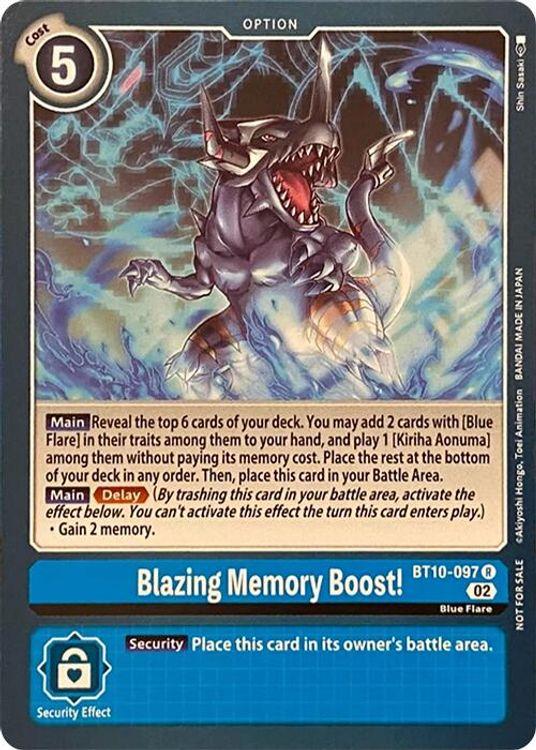 OPTION
Cost
5
Shin Sasaki
Main Reveal the top 6 cards of your deck. You may add 2 cards with [Blue
Flare] in their traits among them to your hand, and play 1 [Kiriha Aonuma]
among them without paying its memory cost. Place the rest at the bottom
of your deck in any order. Then, place this card in your Battle Area.
Main Delay (By trashing this card in your battle area, activate the
effect below. You can't activate this effect the turn this card enters play.)
・Gain 2 memory.
©Akiyoshi Hongo, Toei Animation BANDAI MADE IN JAPAN
NOT FOR SALE
Blazing Memory Boost!
BT10-097 R
02
Blue Flare
Security Place this card in its owner's battle area.
Security Effect